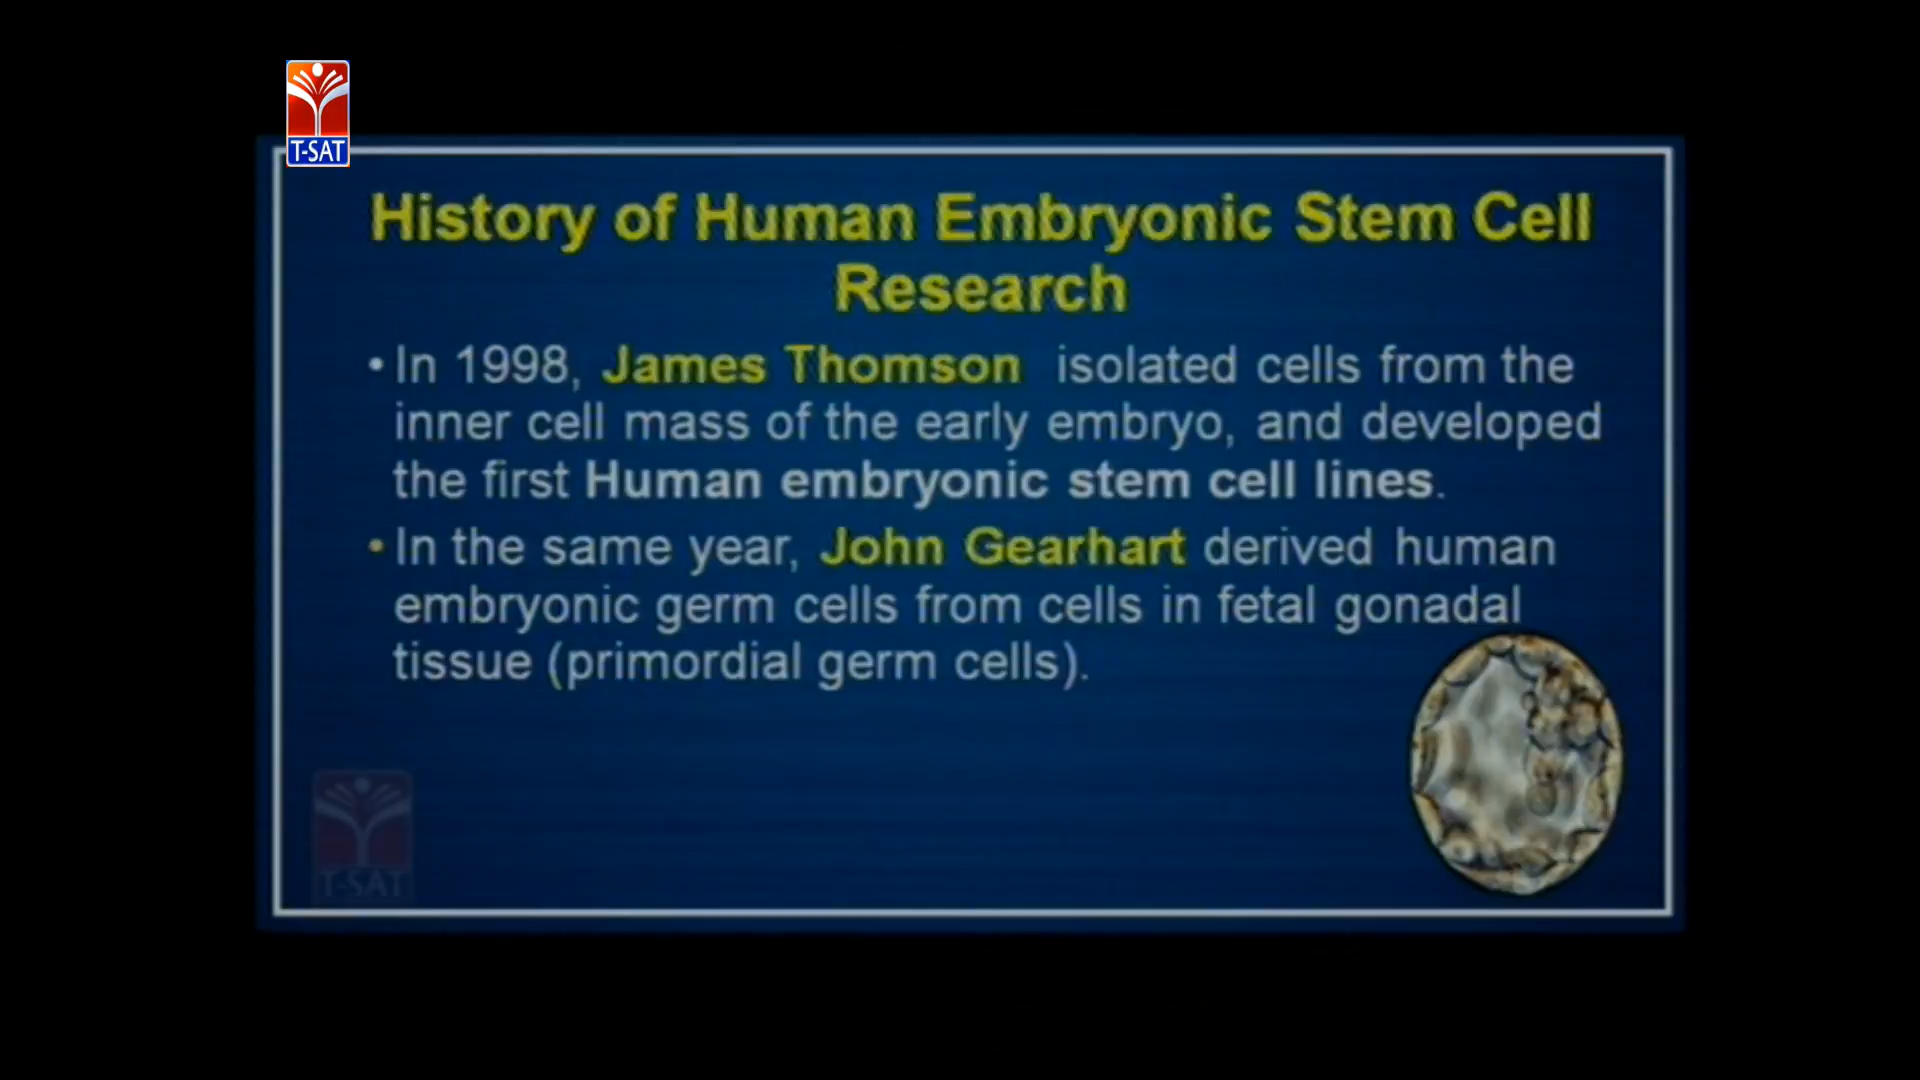 T-SAT
History of Human Embryonic Stem Cell
Research
• In 1998, James Thomson isolated cells from the
inner cell mass of the early embryo, and developed
the first Human embryonic stem cell lines.
• In the same year, John Gearhart derived human
embryonic germ cells from cells in fetal gonadal
tissue (primordial germ cells).
T-SAT